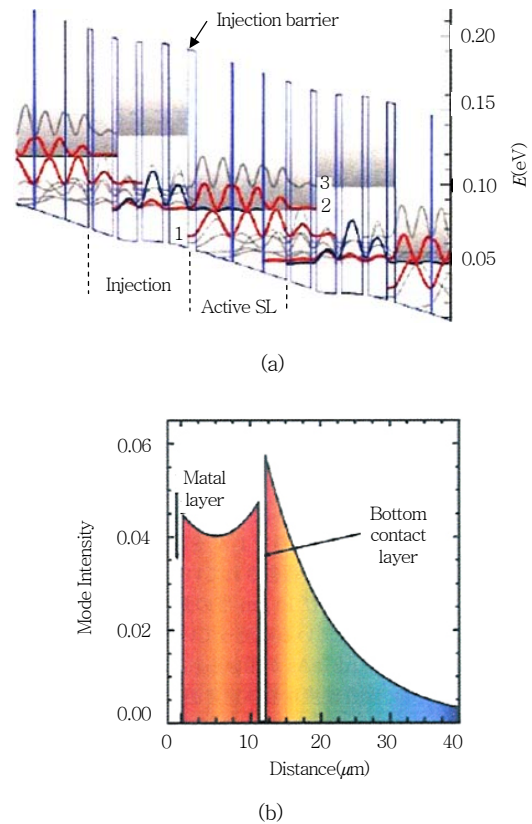 Injection barrier
0.20
0.15
E(eV)
3
0.10
2
1
0.05
Injection
Active SL
(a)
0.06
Matal
layer
Bottom
contact
layer
0.04
Mode Intensity
0.02
0.00
0 10 20 30 40
Distance(μm)
(b)